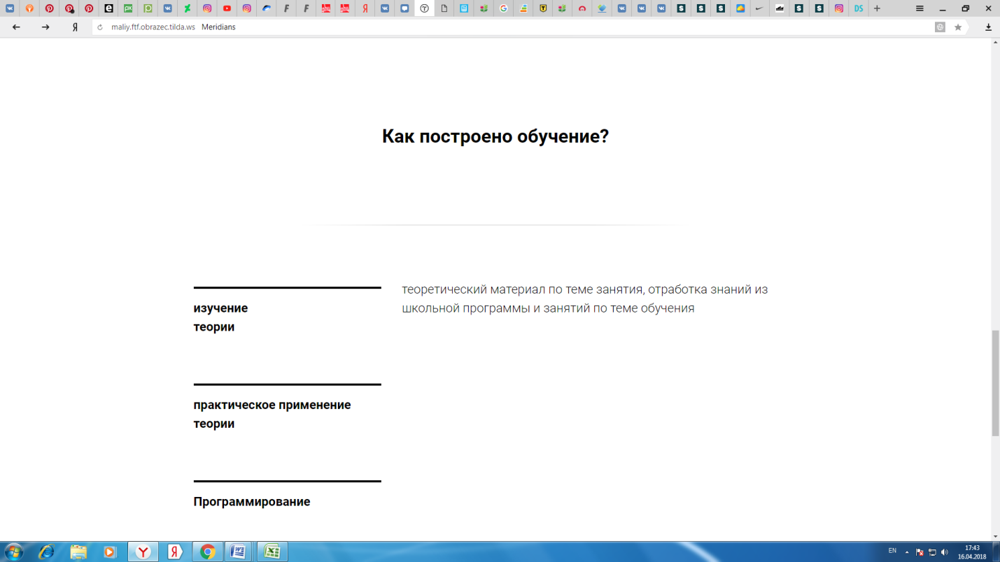 maliy.ftf.obrazec.tilda.ws Meridians
Как построено обучение?
изучение
теории
теоретический материал по теме занятия, отработка знаний из
школьной программы и занятий по теме обучения
практическое применение
теории
Программирование
EN
17:43
16.04.2018